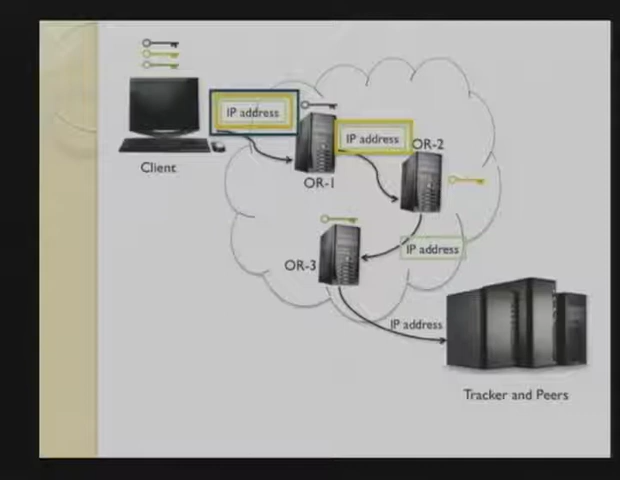 IP address
IP address
OR-2
Client
OR-1
IP address
OR-3
IP address
Tracker and Peers